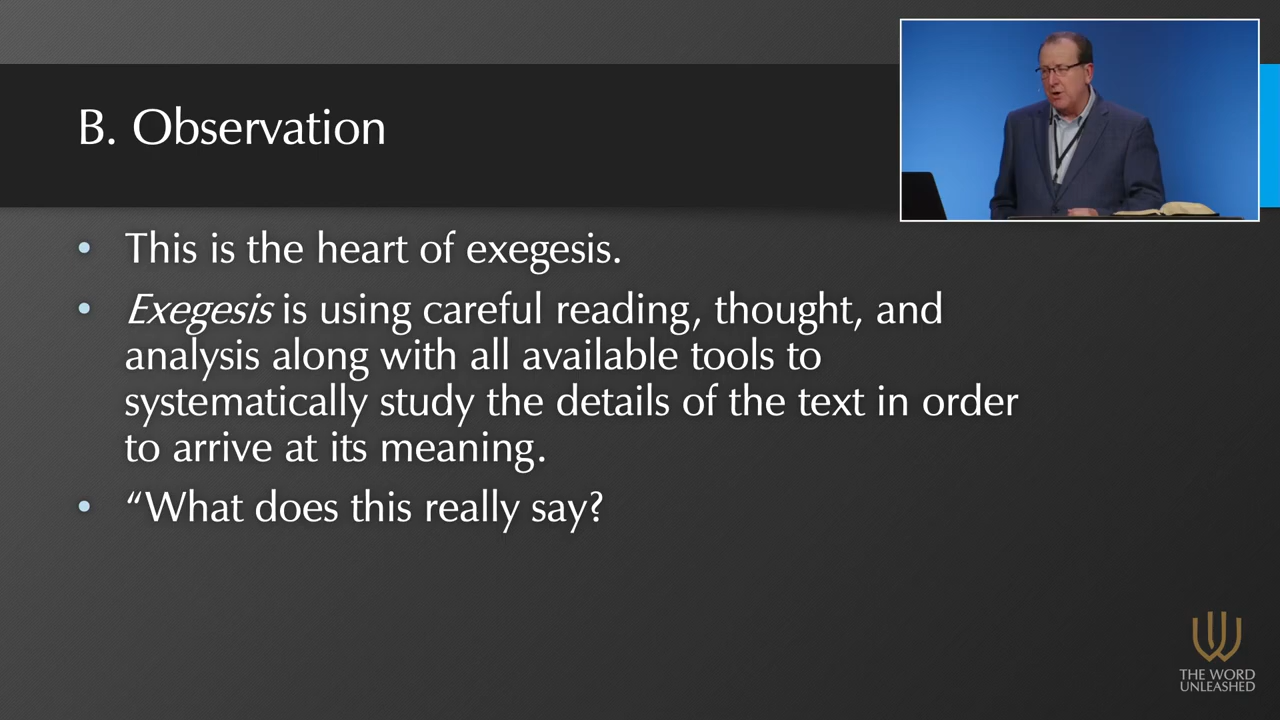 B. Observation
• This is the heart of exegesis.
• Exegesis is using careful reading, thought, and
analysis along with all available tools to
systematically study the details of the text in order
to arrive at its meaning.
• “What does this really say?
THE WORD
UNLEASHED